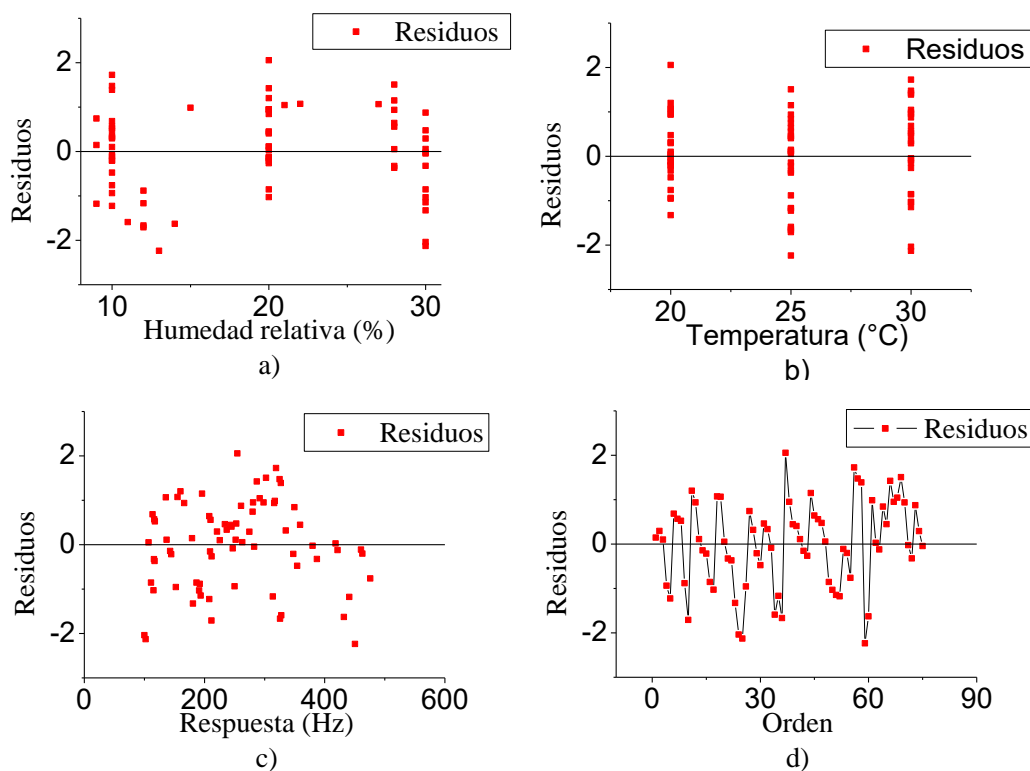 Residuos
2
0
-2
Residuos
10
20
30
Humedad relativa (%)
a)
Residuos
2
0
-2
Residuos
20
25
30
Temperatura (°C)
b)
Residuos
2
0
-2
Residuos
0
200
400
600
Respuesta (Hz)
c)
Residuos
2
0
-2
Residuos
0
30
60
90
Orden
d)